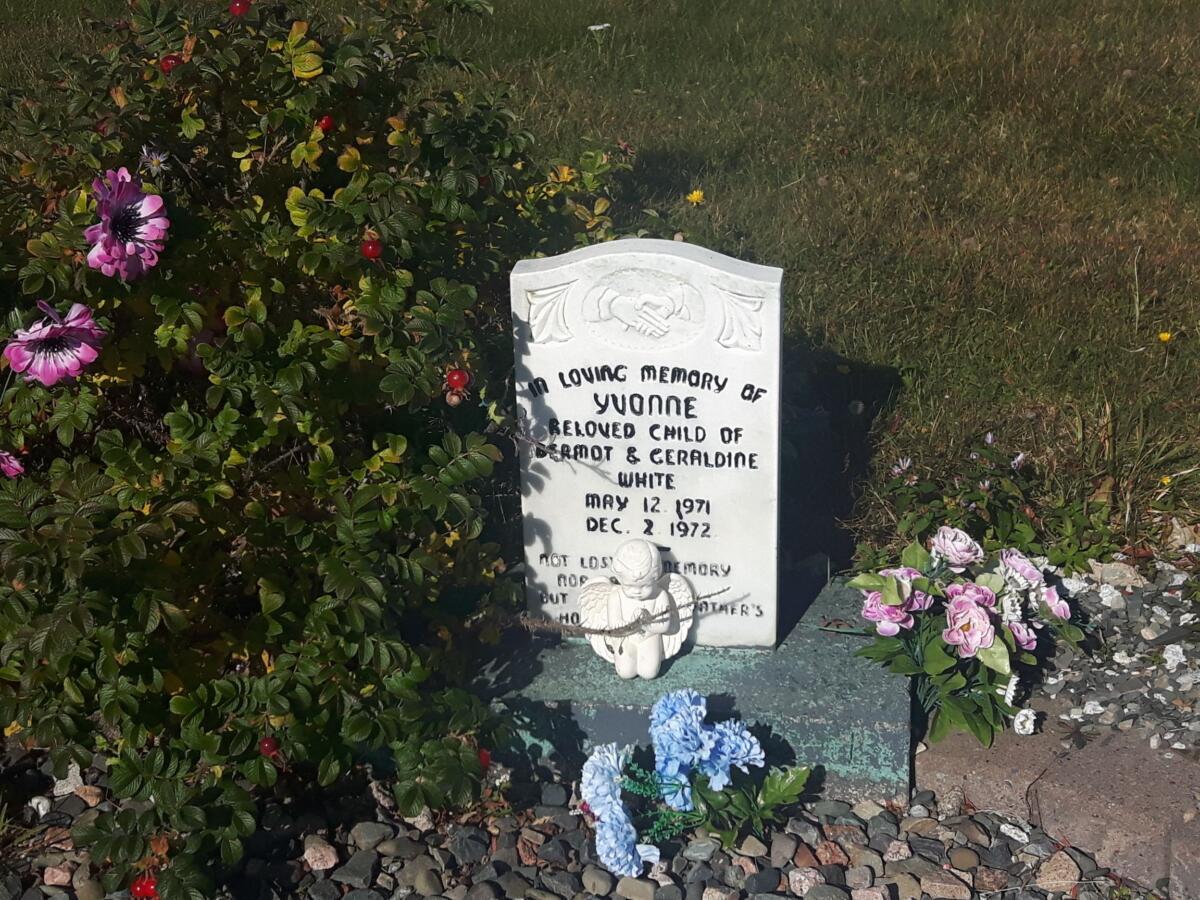 IN LOVING MEMORY OF
YVONNE
BELOVED CHILD OF
DERMOT & GERALDINE
WHITE
MAY 12. 1971
DEC. 2. 1972.
NOT LOST MEMORY
NOR
BUT FATHER'S